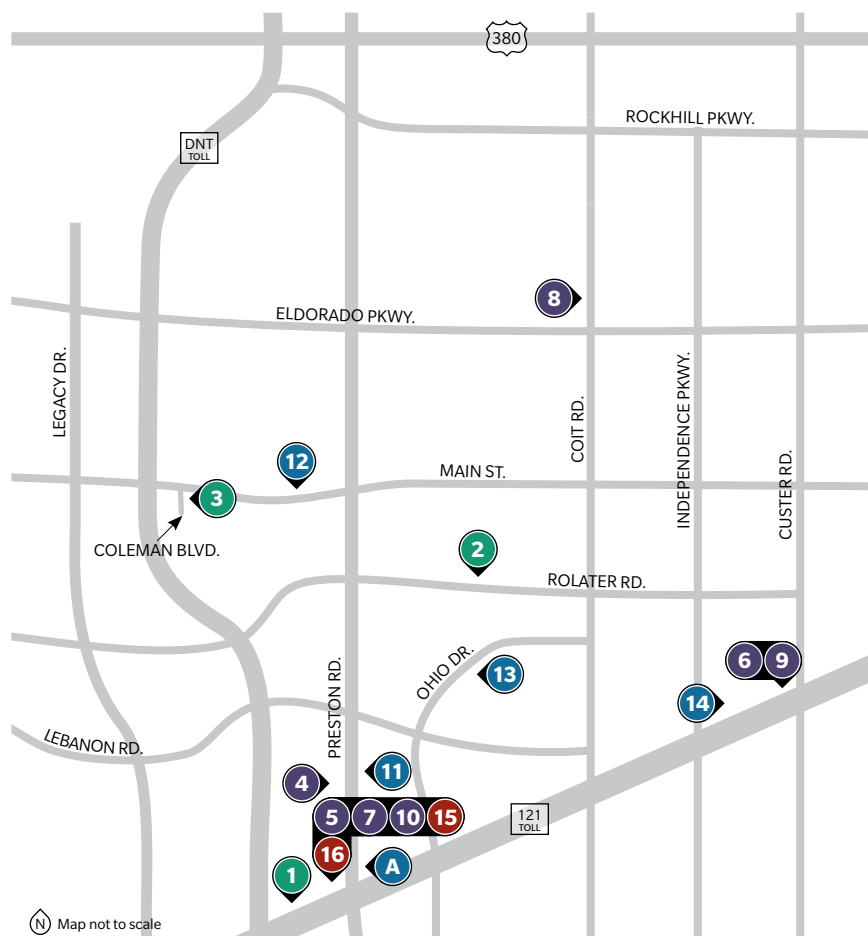 380
ROCKHILL PKWY.
DNT
TOLL
8
ELDORADO PKWY.
LEGACY DR.
COIT RD.
INDEPENDENCE PKWY.
CUSTER RD.
12
MAIN ST.
3
COLEMAN BLVD.
2
ROLATER RD.
6 9
OHIO DR.
13
PRESTON RD.
14
LEBANON RD.
11
4
5 7 10 15
121
TOLL
16
A
1
N Map not to scale